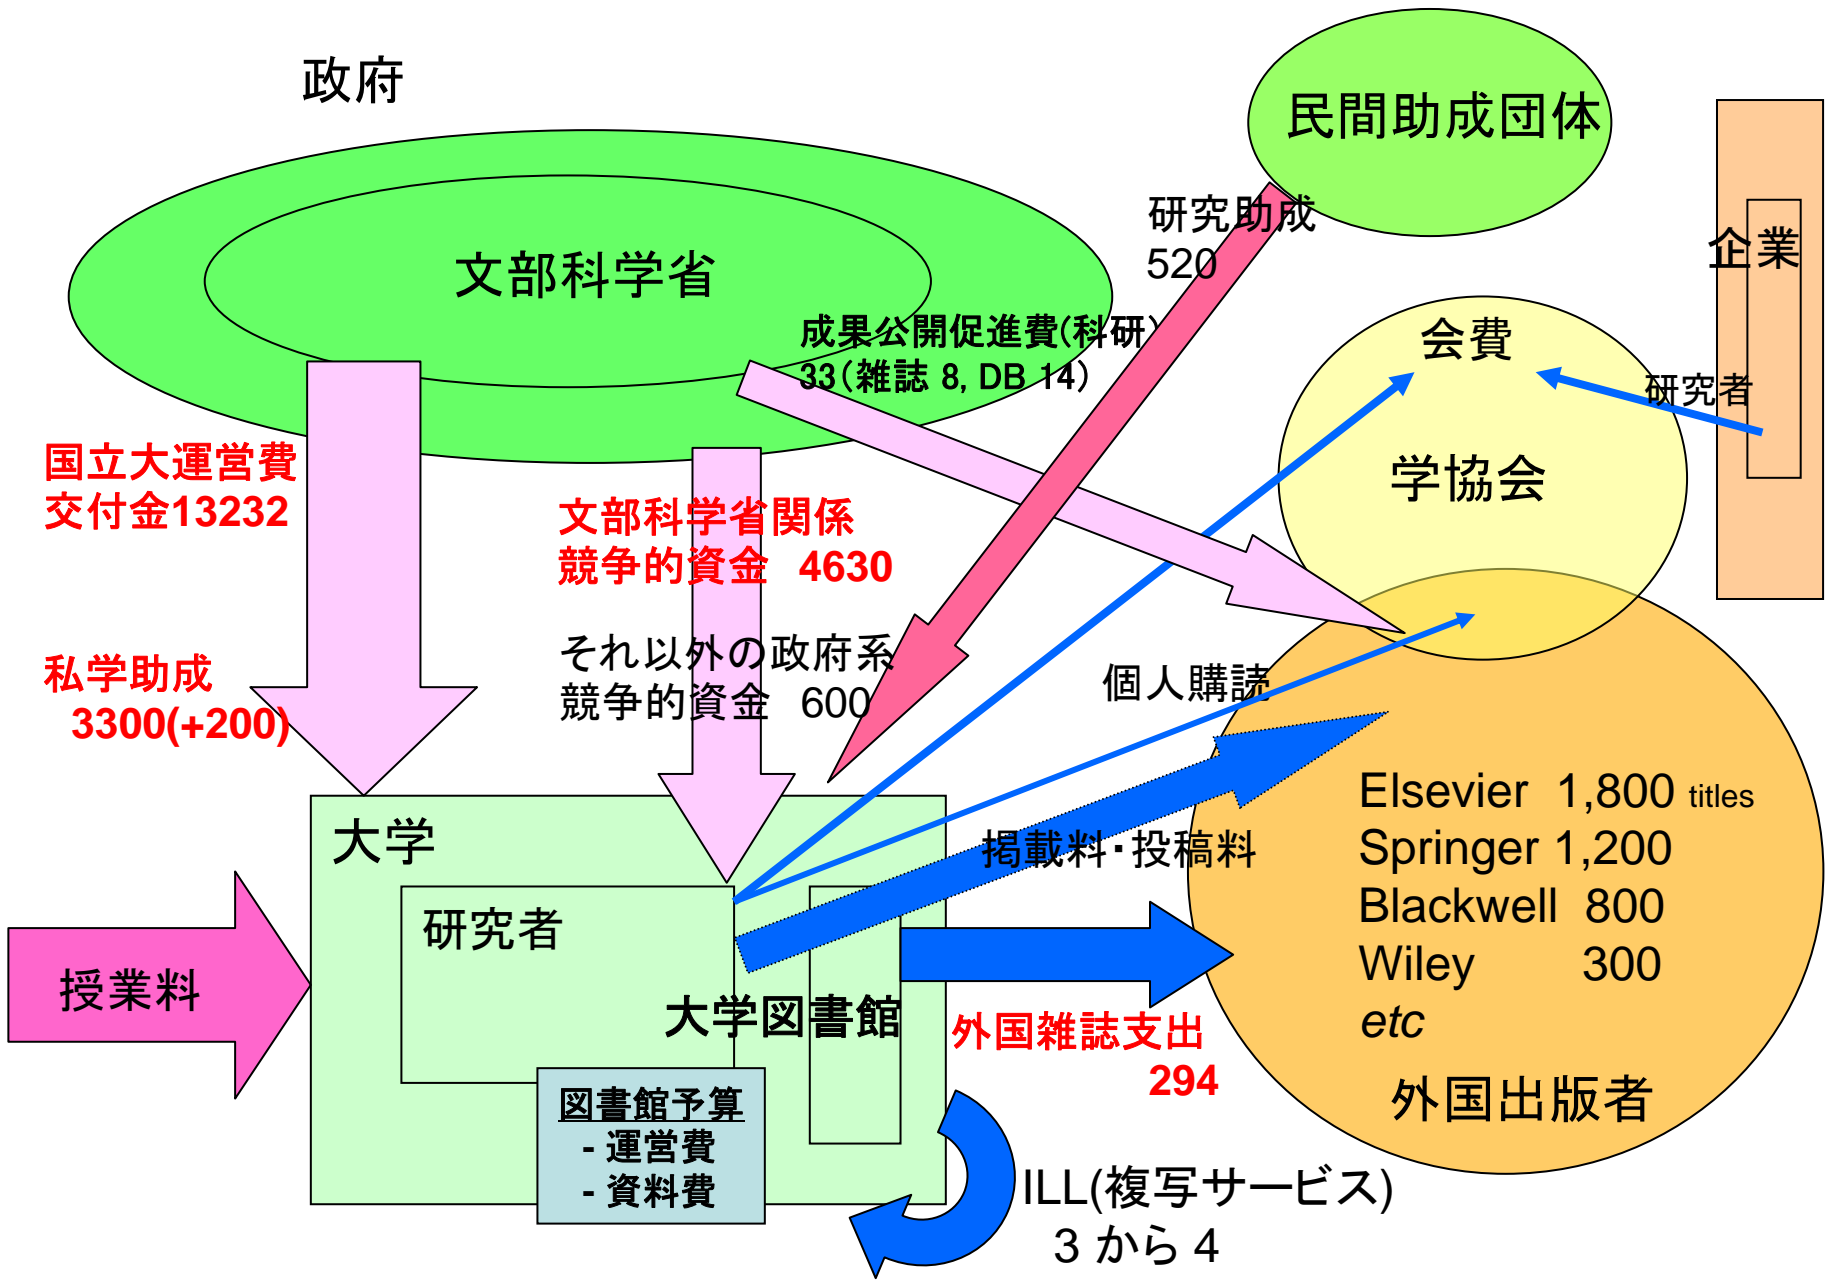 政府
民間助成団体
企業
文部科学省
研究助成
520
成果公開促進費(科研)
33(雑誌 8, DB 14)
会費
研究者
学協会
国立大運営費
交付金13232
文部科学省関係
競争的資金 4630
それ以外の政府系
競争的資金 600
私学助成
3300(+200)
個人購読
掲載料・投稿料
大学
研究者
授業料
大学図書館
外国雑誌支出
294
図書館予算
- 運営費
- 資料費
Elsevier 1,800 titles
Springer 1,200
Blackwell 800
Wiley 300
etc
外国出版者
ILL(複写サービス)
3 から 4